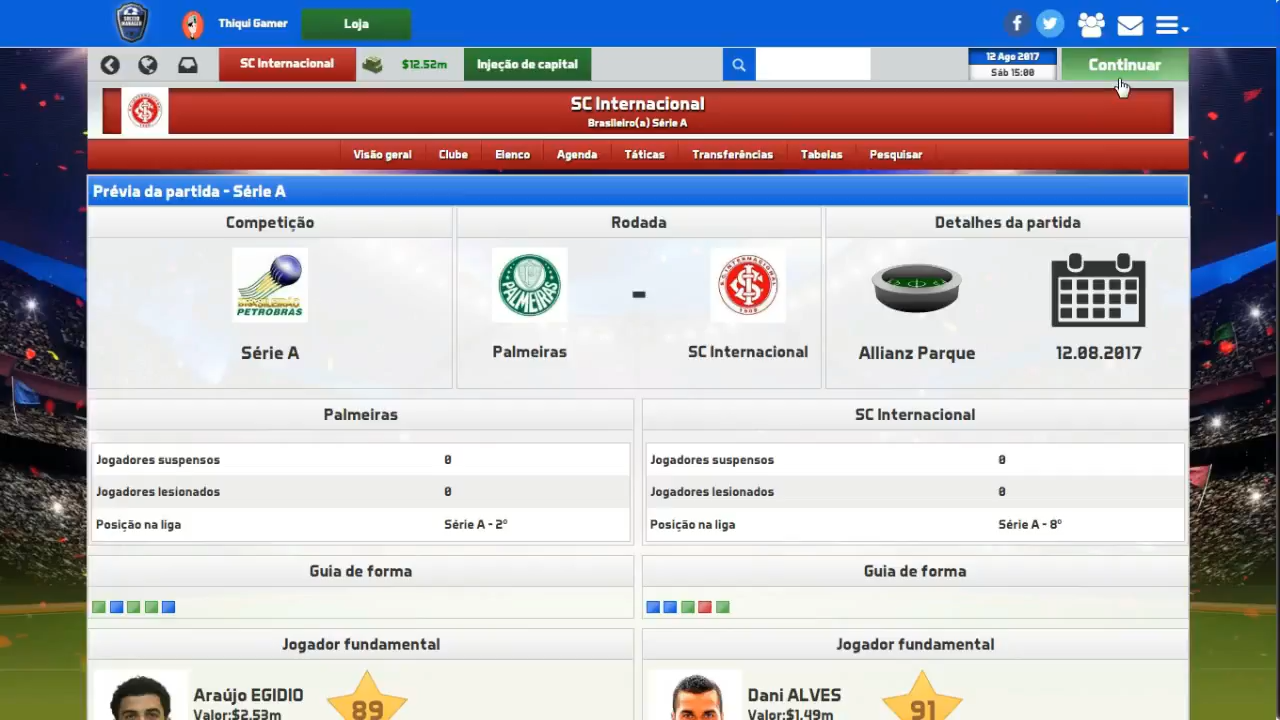 SOCCER MANAGER
Thiqui Gamer
Loja
SC Internacional
$12.52m
Injeção de capital
12 Ago 2017
Sáb 15:00
Continuar
SC Internacional
Brasileiro(a) Série A
Visão geral
Clube
Elenco
Agenda
Táticas
Transferências
Tabelas
Pesquisar
Prévia da partida - Série A
Competição
Rodada
Detalhes da partida
BRASILEIRÃO
PETROBRAS
PALMEIRAS
-
Série A
Palmeiras
SC Internacional
Allianz Parque
12.08.2017
Palmeiras
SC Internacional
Jogadores suspensos 0
Jogadores lesionados 0
Posição na liga Série A - 2º
Jogadores suspensos 0
Jogadores lesionados 0
Posição na liga Série A - 8º
Guia de forma
Guia de forma
Jogador fundamental
Jogador fundamental
Araújo EGIDIO
Valor:$2.53m
89
Dani ALVES
Valor:$1.49m
91